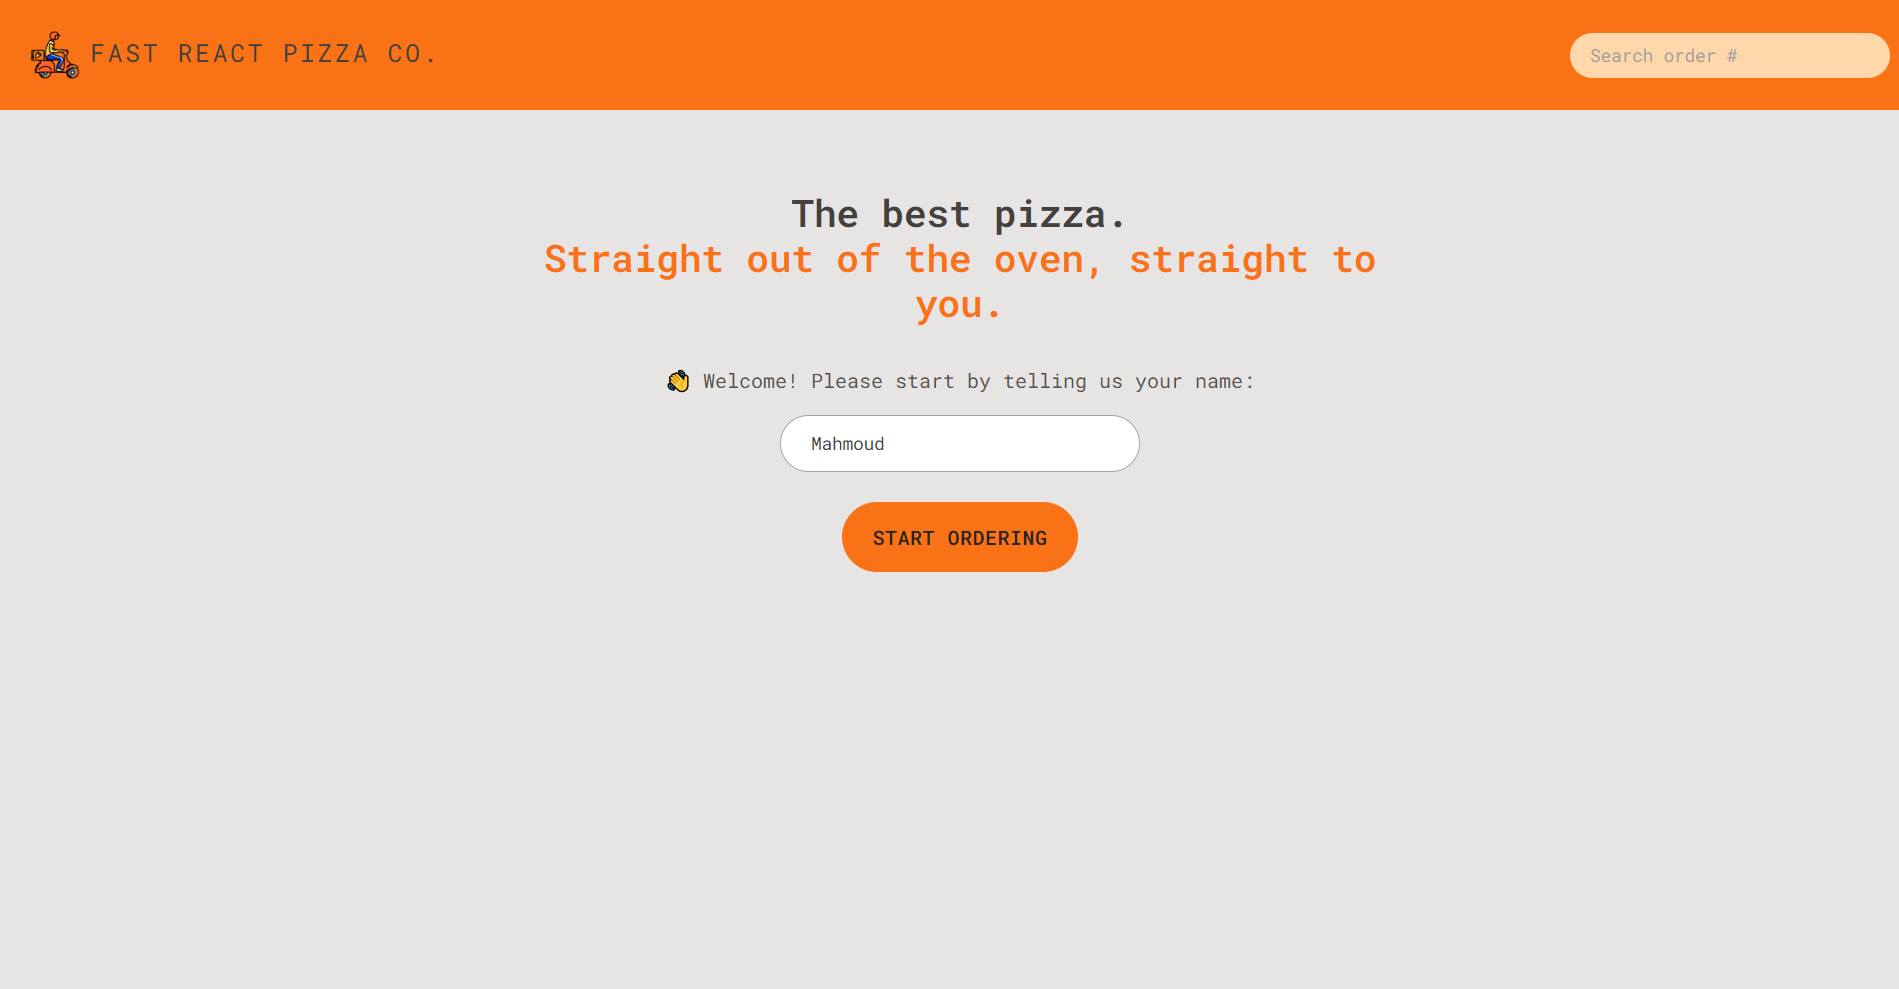 FAST REACT PIZZA CO.
Search order #
The best pizza.
Straight out of the oven, straight to
you.
👋 Welcome! Please start by telling us your name:
Mahmoud
START ORDERING